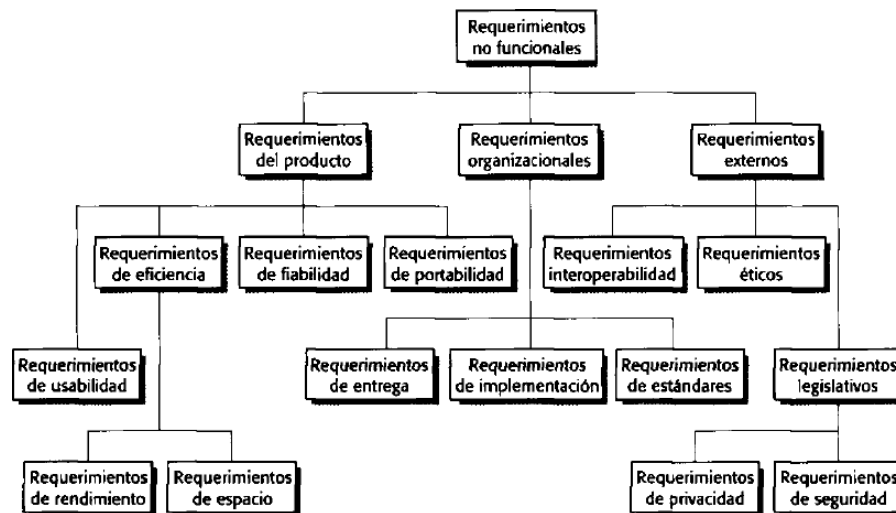 Requerimientos
no funcionales
Requerimientos
del producto
Requerimientos
organizacionales
Requerimientos
externos
Requerimientos
de eficiencia
Requerimientos
de fiabilidad
Requerimientos
de portabilidad
Requerimientos
interoperabilidad
Requerimientos
éticos
Requerimientos
de usabilidad
Requerimientos
de entrega
Requerimientos
de implementación
Requerimientos
de estándares
Requerimientos
legislativos
Requerimientos
de rendimiento
Requerimientos
de espacio
Requerimientos
de privacidad
Requerimientos
de seguridad